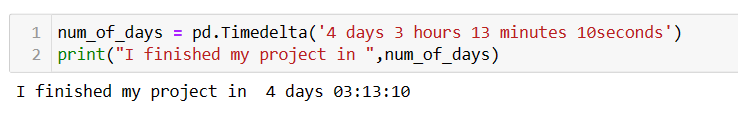 1 num_of_days = pd.Timedelta('4 days 3 hours 13 minutes 10seconds')
2 print("I finished my project in ",num_of_days)
I finished my project in  4 days 03:13:10